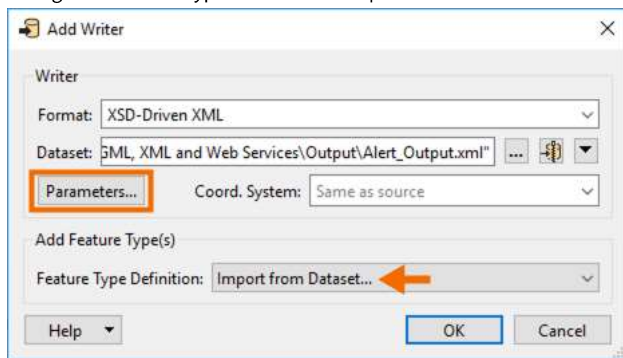 Add Writer
Writer
Format: XSD-Driven XML
Dataset: GML, XML and Web Services\Output\Alert_Output.xml" ...
Parameters... Coord. System: Same as source
Add Feature Type(s)
Feature Type Definition: Import from Dataset...
Help OK Cancel